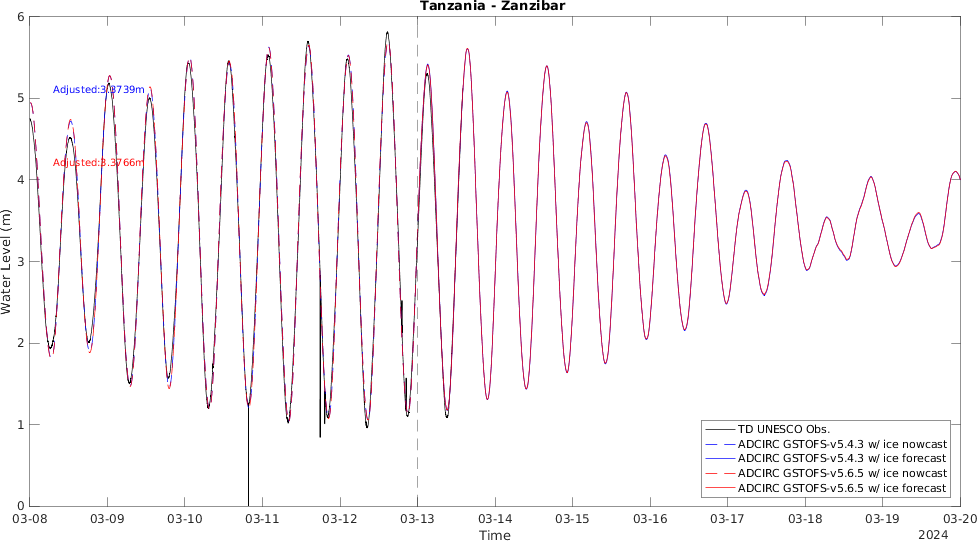 Tanzania - Zanzibar
6
5
4
3
2
1
0
Water Level (m)
Adjusted:3.3739m
Adjusted:3.3766m
TD UNESCO Obs.
ADCIRC GSTOFS-v5.4.3 w/ ice nowcast
ADCIRC GSTOFS-v5.4.3 w/ ice forecast
ADCIRC GSTOFS-v5.6.5 w/ ice nowcast
ADCIRC GSTOFS-v5.6.5 w/ ice forecast
03-08 03-09 03-10 03-11 03-12 03-13 03-14 03-15 03-16 03-17 03-18 03-19 03-20
Time
2024